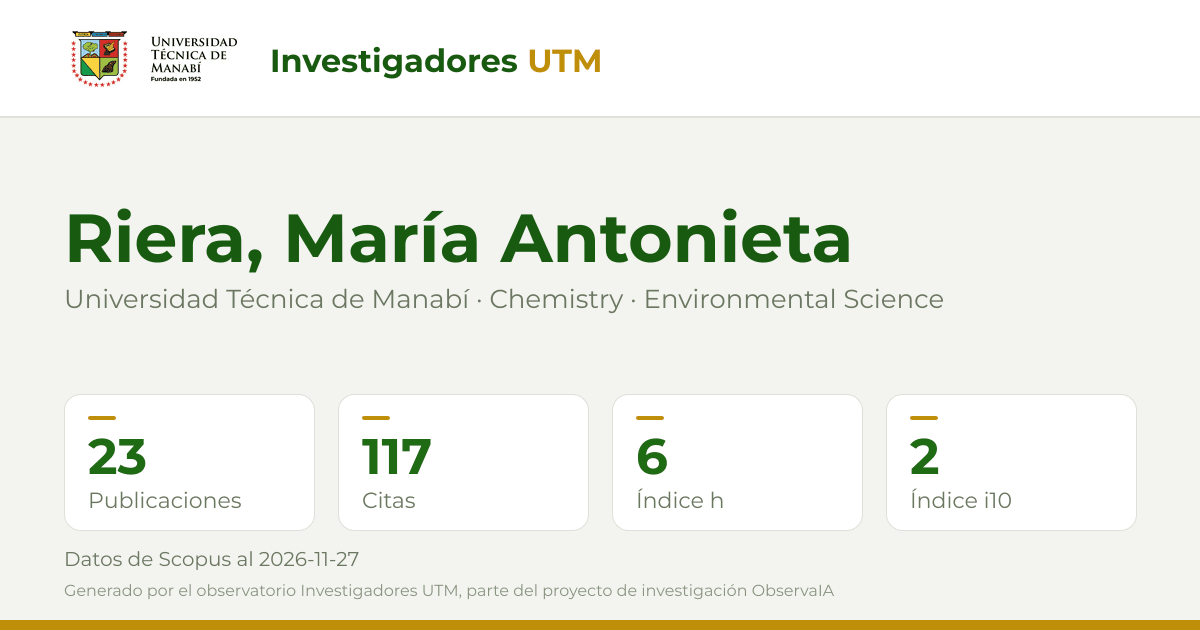 UNIVERSIDAD
TÉCNICA DE
MANABÍ
Fundada en 1952
Investigadores UTM
Riera, María Antonieta
Universidad Técnica de Manabí · Chemistry · Environmental Science
23
Publicaciones
117
Citas
6
Índice h
2
Índice i10
Datos de Scopus al 2026-11-27
Generado por el observatorio Investigadores UTM, parte del proyecto de investigación ObservaIA